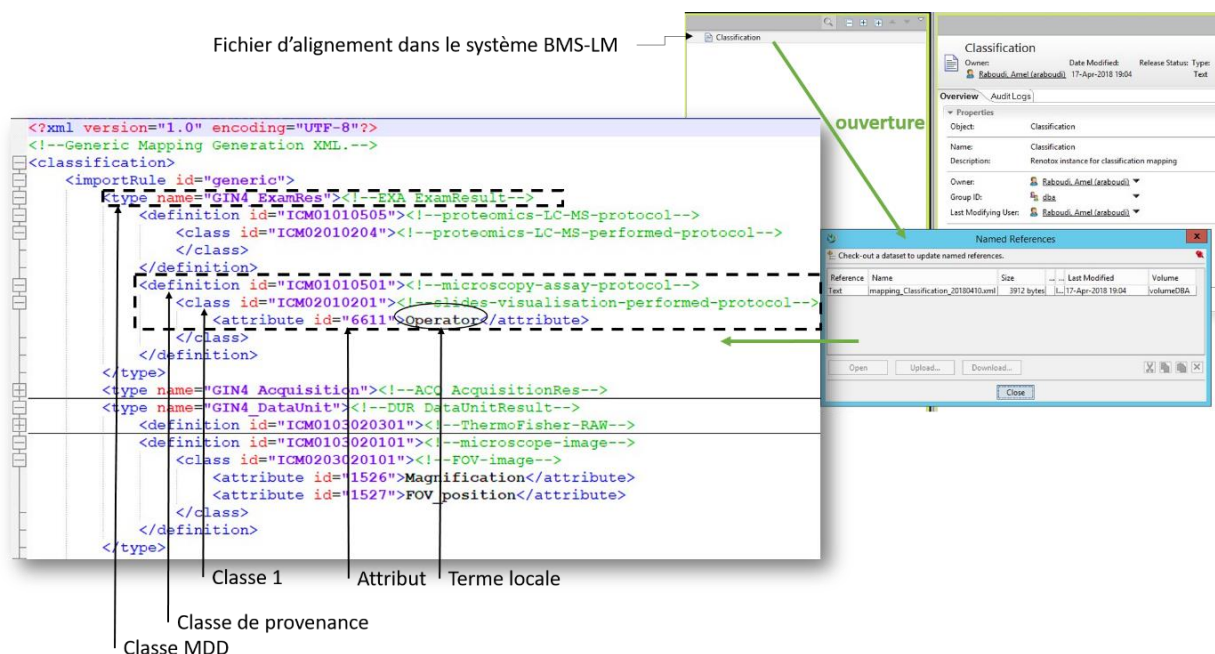 Fichier d'alignement dans le système BMS-LM
Classification
Classification
Owner: Date Modified: Release Status: Type:
Raboudi, Amel (araboudi) 17-Apr-2018 19:04 Text
Overview Audit Logs
Properties
Object: Classification
Name: Classification
Description: Renotox instance for classification mapping
Owner: Raboudi, Amel (araboudi)
Group ID: dba
Last Modifying User: Raboudi, Amel (araboudi)
ouverture
Named References
Check-out a dataset to update named references.
Reference Name Size ... ... Last Modified Volume
Text mapping_Classification_20180410.xml 3912 bytes I... 17-Apr-2018 19:04 volumeDBA
Open Upload... Download...
Close
<?xml version="1.0" encoding="UTF-8"?>
<!--Generic Mapping Generation XML.-->
<classification>
<importRule id="generic">
<type name="GIN4_ExamRes"><!--EXA ExamResult-->
<definition id="ICM01010505"><!--proteomics-LC-MS-protocol-->
<class id="ICM02010204"><!--proteomics-LC-MS-performed-protocol-->
</class>
</definition>
<definition id="ICM01010501"><!--microscopy-assay-protocol-->
<class id="ICM02010201"><!--slides-visualisation-performed-protocol-->
<attribute id="6611">Operator</attribute>
</class>
</definition>
</type>
<type name="GIN4_Acquisition"><!--ACQ AcquisitionRes-->
<type name="GIN4_DataUnit"><!--DUR DataUnitResult-->
<definition id="ICM0103020301"><!--ThermoFisher-RAW-->
<definition id="ICM0103020101"><!--microscope-image-->
<class id="ICM0203020101"><!--FOV-image-->
<attribute id="1526">Magnification</attribute>
<attribute id="1527">FOV_position</attribute>
</class>
</definition>
</type>
Classe 1 Attribut Terme locale
Classe de provenance
Classe MDD